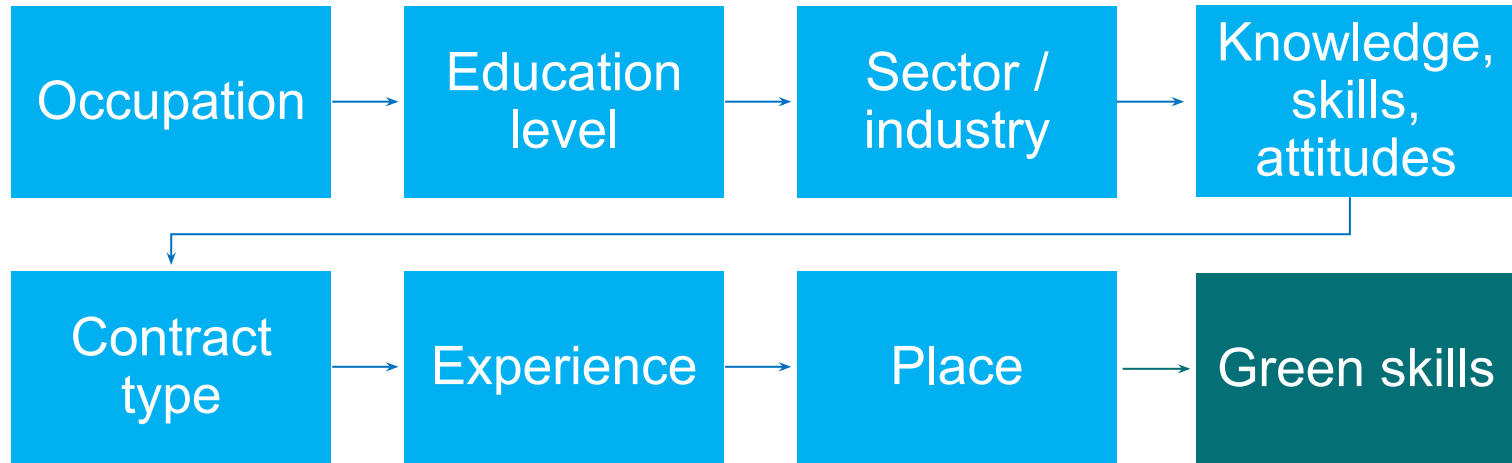 Occupation
Education
level
Sector /
industry
Knowledge,
skills,
attitudes
Contract
type
Experience
Place
Green skills